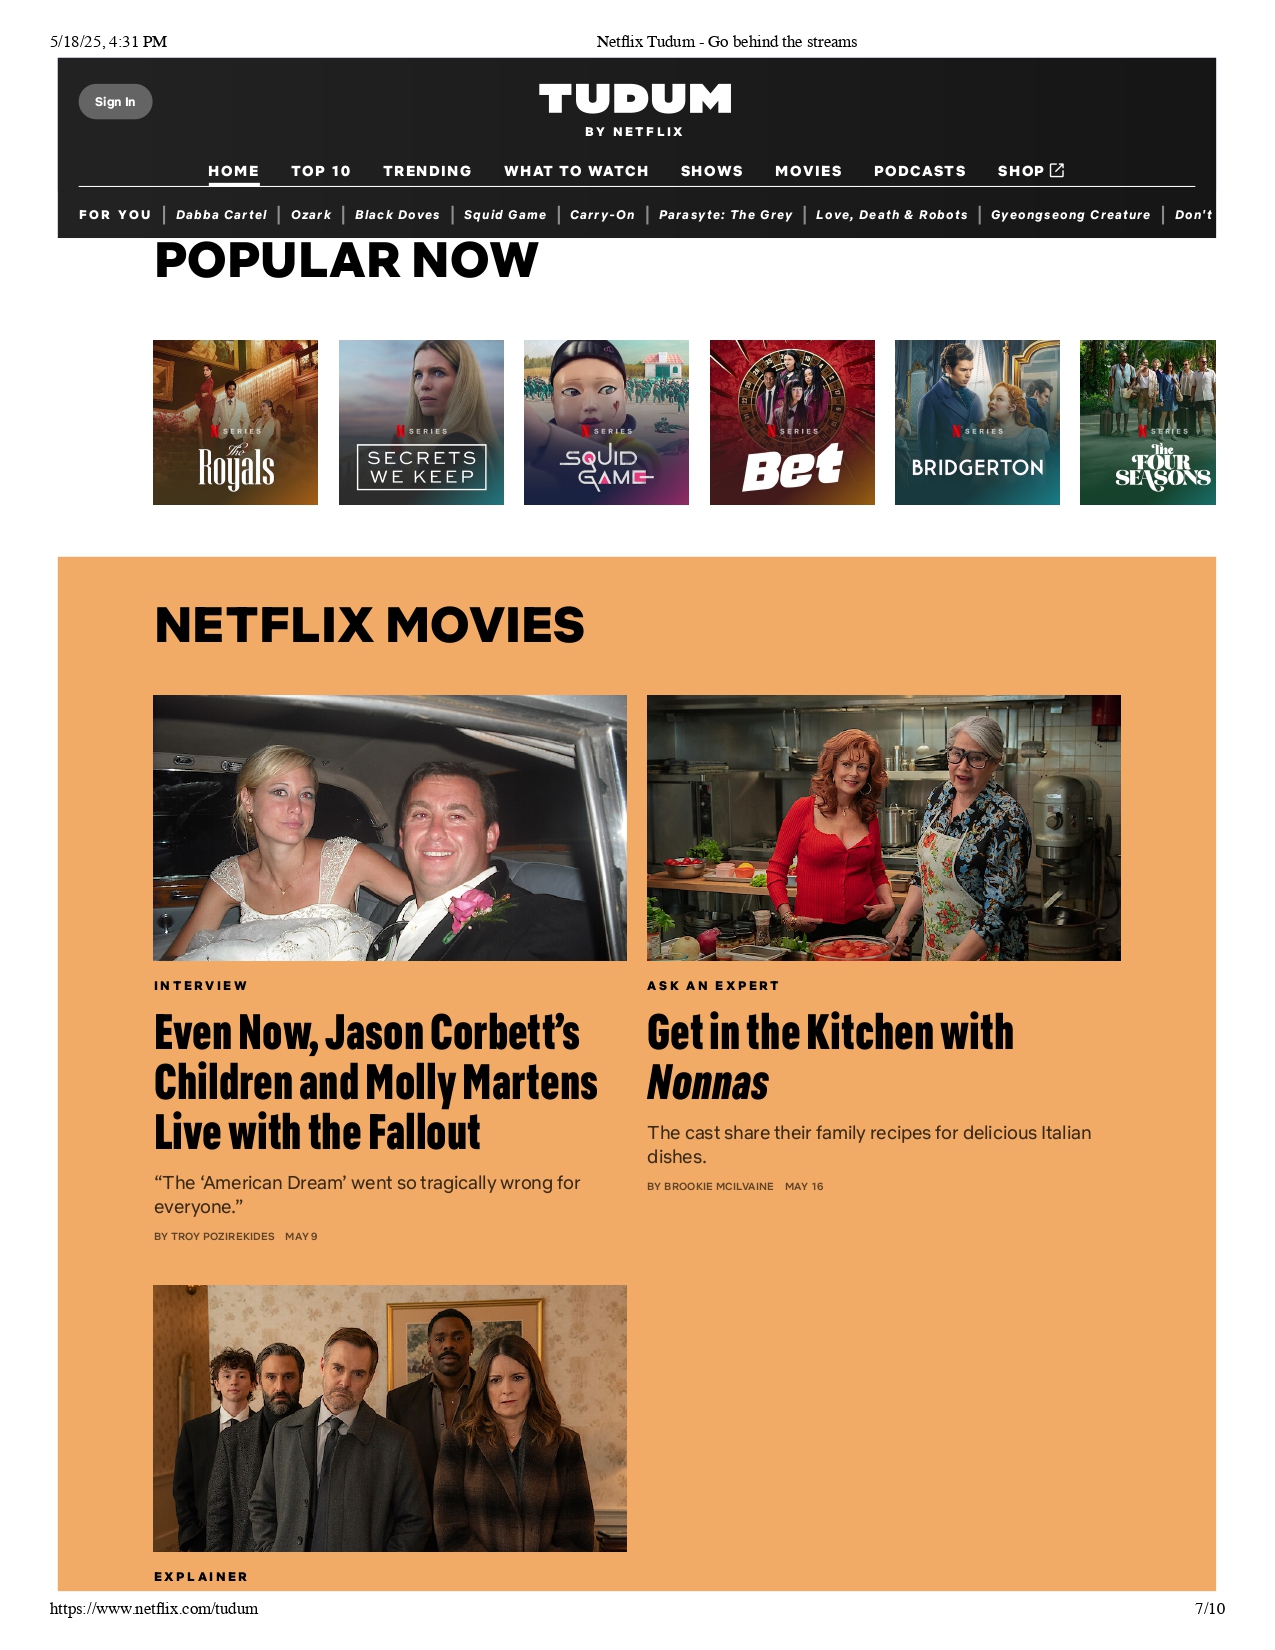 5/18/25, 4:31 PM Netflix Tudum - Go behind the streams
Sign In
TUDUM
BY NETFLIX
HOME TOP 10 TRENDING WHAT TO WATCH SHOWS MOVIES PODCASTS SHOP
FOR YOU | Dabba Cartel | Ozark | Black Doves | Squid Game | Carry-On | Parasyte: The Grey | Love, Death & Robots | Gyeongseong Creature | Don't
POPULAR NOW
N SERIES
The
Royals
N SERIES
SECRETS
WE KEEP
N SERIES
SQUID
GAME
N SERIES
Bet
N SERIES
BRIDGERTON
N SERIES
The
FOUR
SEASONS
NETFLIX MOVIES
INTERVIEW
Even Now, Jason Corbett’s
Children and Molly Martens
Live with the Fallout
“The ‘American Dream’ went so tragically wrong for
everyone.”
BY TROY POZIREKIDES MAY 9
ASK AN EXPERT
Get in the Kitchen with
Nonnas
The cast share their family recipes for delicious Italian
dishes.
BY BROOKIE MCILVAINE MAY 16
EXPLAINER
https://www.netflix.com/tudum 7/10